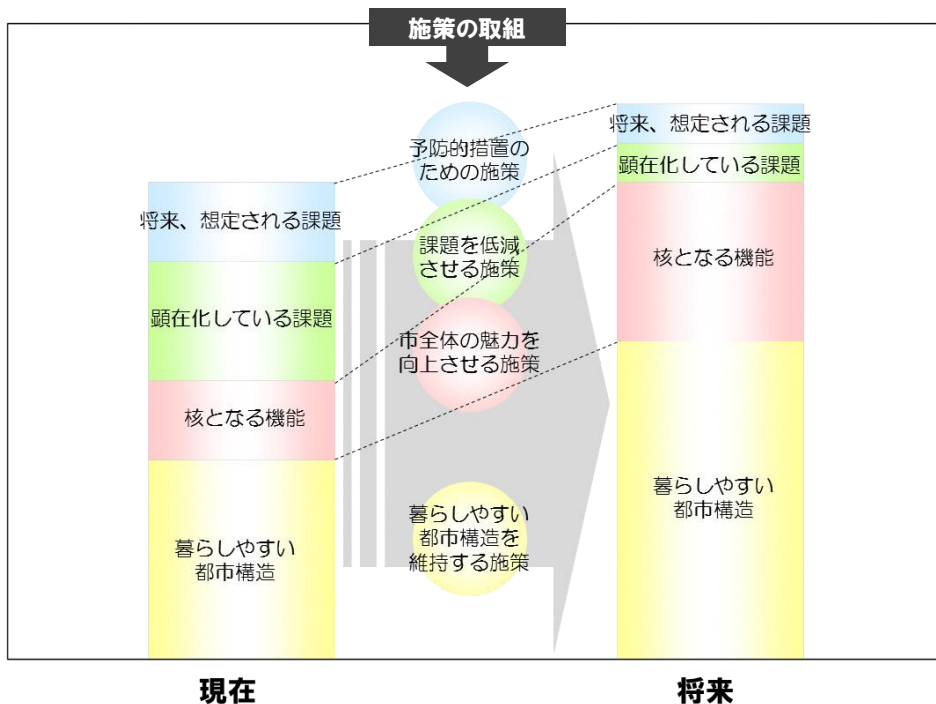 施策の取組
予防的措置の
ための施策
課題を低減
させる施策
市全体の魅力を
向上させる施策
暮らしやすい
都市構造を
維持する施策
将来、想定される課題
顕在化している課題
核となる機能
暮らしやすい
都市構造
現在
将来、想定される課題
顕在化している課題
核となる機能
暮らしやすい
都市構造
将来